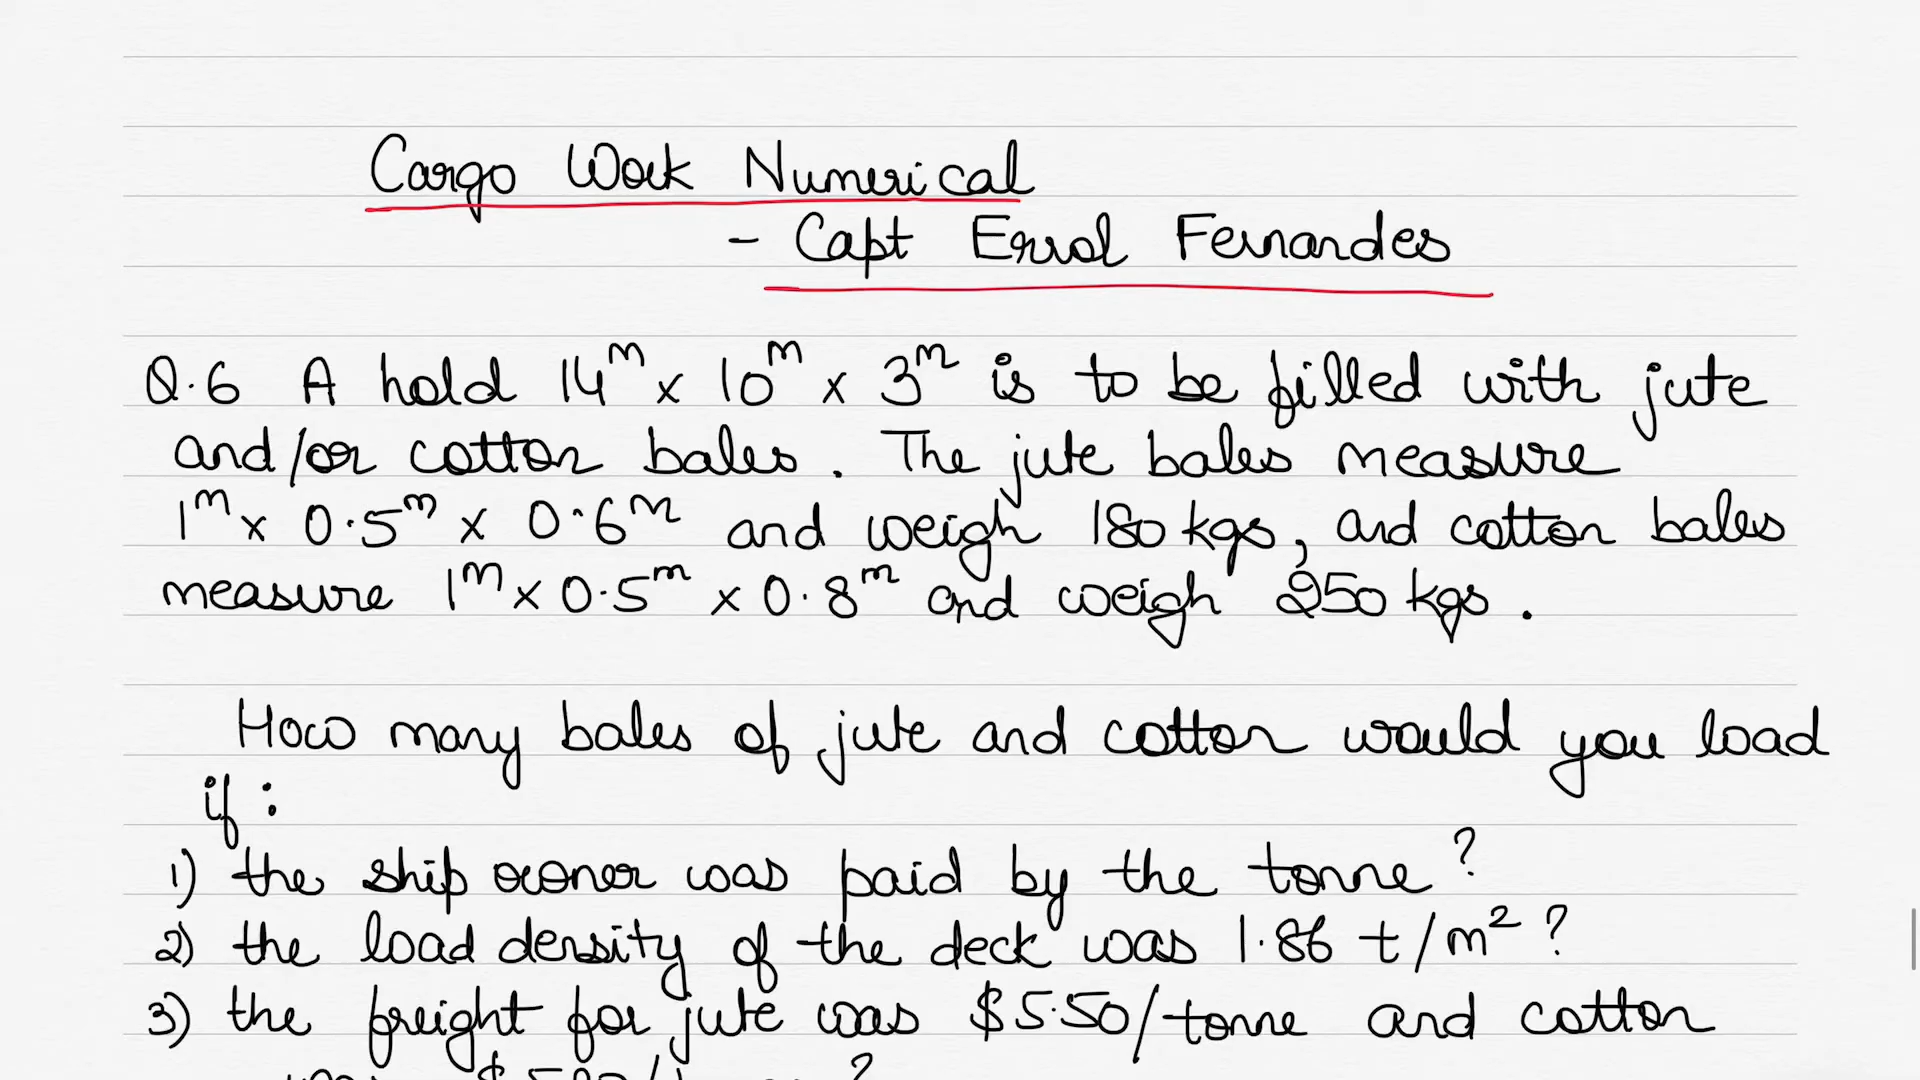 Cargo Work Numerical
- Capt Errol Fernandes
Q.6 A hold 14m x 10m x 3m is to be filled with jute
and/or cotton bales. The jute bales measure
1m x 0.5m x 0.6m and weigh 180 kgs, and cotton bales
measure 1m x 0.5m x 0.8m and weigh 250 kgs.
How many bales of jute and cotton would you load
if:
1) the ship owner was paid by the tonne?
2) the load density of the deck was 1.86 t/m²?
3) the freight for jute was $5.50/tonne and cotton